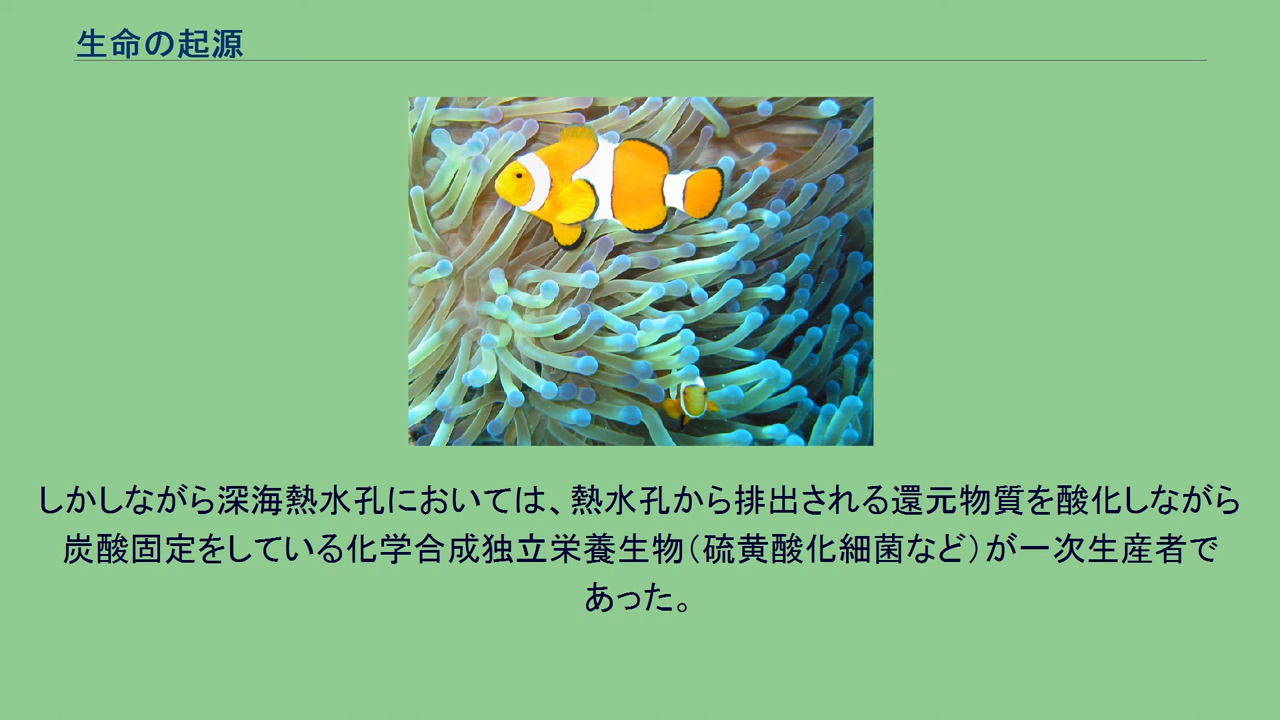 生命の起源
しかしながら深海熱水孔においては、熱水孔から排出される還元物質を酸化しながら
炭酸固定をしている化学合成独立栄養生物（硫黄酸化細菌など）が一次生産者で
あった。